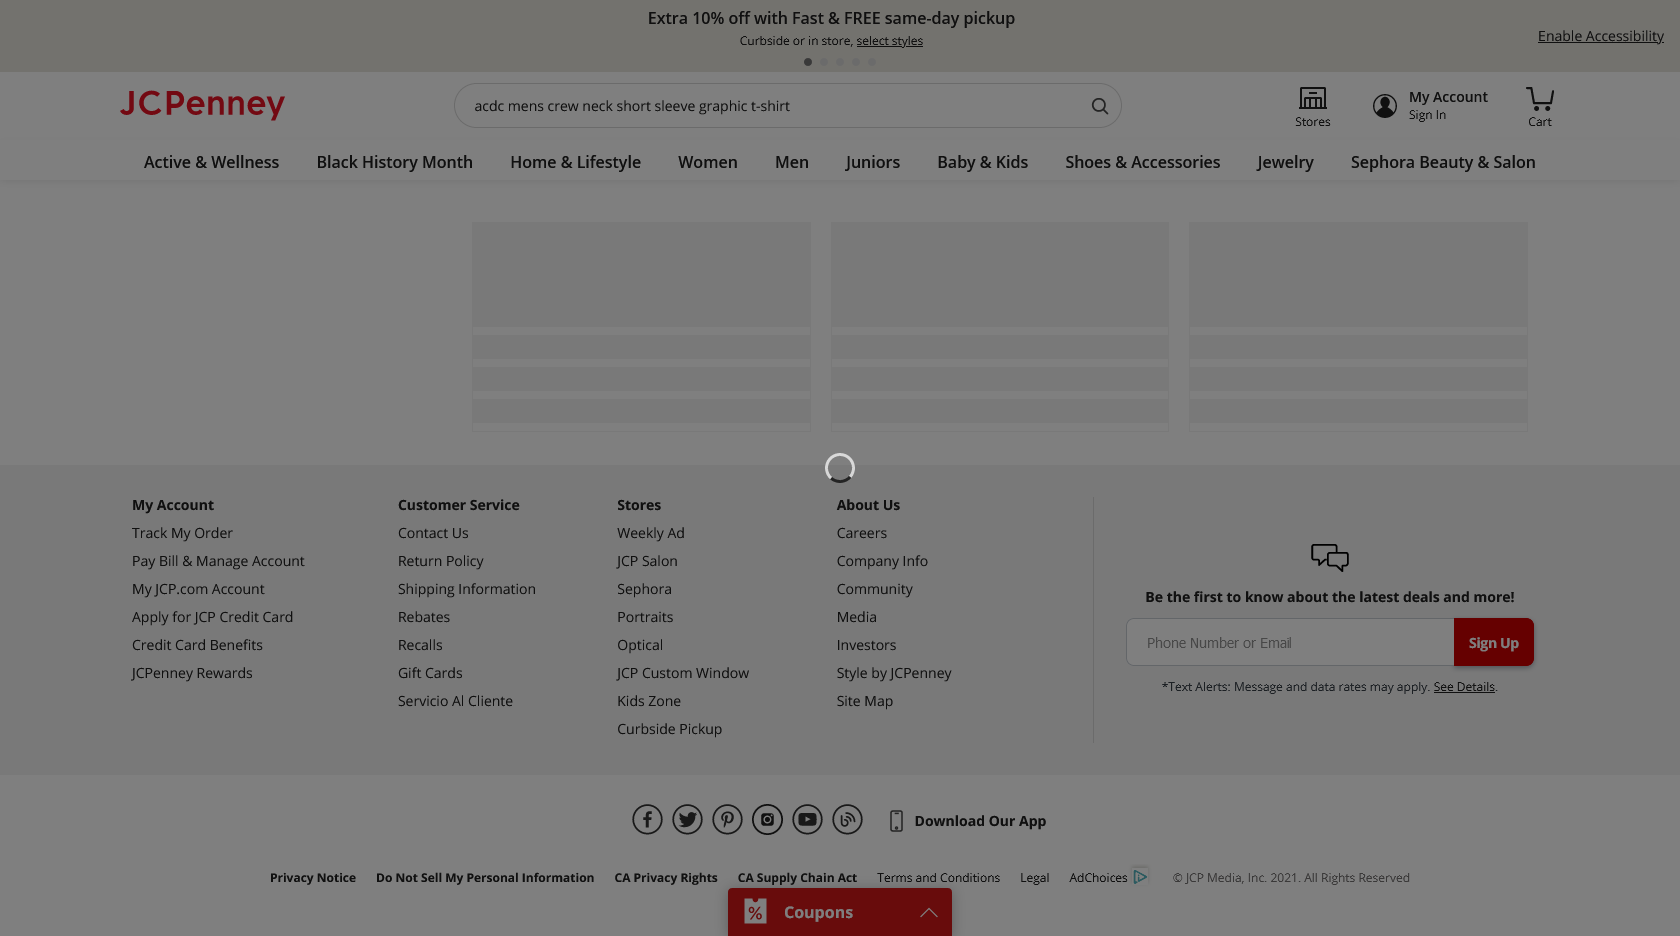 Extra 10% off with Fast & FREE same-day pickup
Curbside or in store, select styles
Enable Accessibility
JCPenney
acdc mens crew neck short sleeve graphic t-shirt
Stores
My Account
Sign In
Cart
Active & Wellness
Black History Month
Home & Lifestyle
Women
Men
Juniors
Baby & Kids
Shoes & Accessories
Jewelry
Sephora Beauty & Salon
My Account
Track My Order
Pay Bill & Manage Account
My JCP.com Account
Apply for JCP Credit Card
Credit Card Benefits
JCPenney Rewards
Customer Service
Contact Us
Return Policy
Shipping Information
Rebates
Recalls
Gift Cards
Servicio Al Cliente
Stores
Weekly Ad
JCP Salon
Sephora
Portraits
Optical
JCP Custom Window
Kids Zone
Curbside Pickup
About Us
Careers
Company Info
Community
Media
Investors
Style by JCPenney
Site Map
Be the first to know about the latest deals and more!
Phone Number or Email
Sign Up
*Text Alerts: Message and data rates may apply. See Details.
Download Our App
Privacy Notice
Do Not Sell My Personal Information
CA Privacy Rights
CA Supply Chain Act
Terms and Conditions
Legal
AdChoices
© JCP Media, Inc. 2021. All Rights Reserved
% Coupons